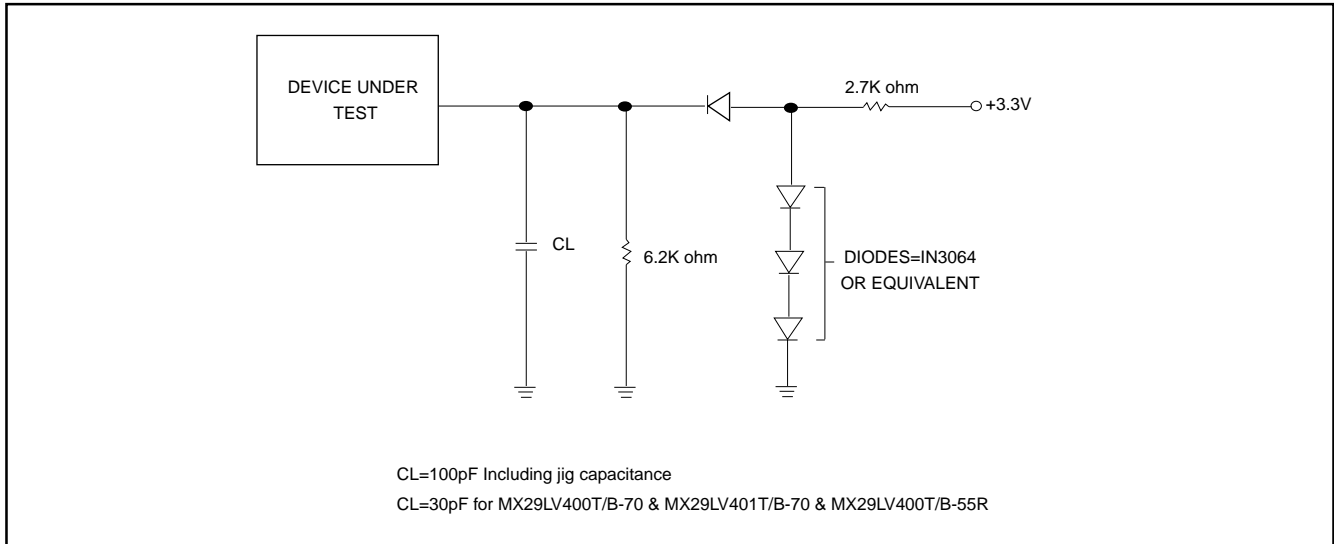 DEVICE UNDER
TEST
2.7K ohm
+3.3V
CL
6.2K ohm
DIODES=IN3064
OR EQUIVALENT
CL=100pF Including jig capacitance
CL=30pF for MX29LV400T/B-70 & MX29LV401T/B-70 & MX29LV400T/B-55R